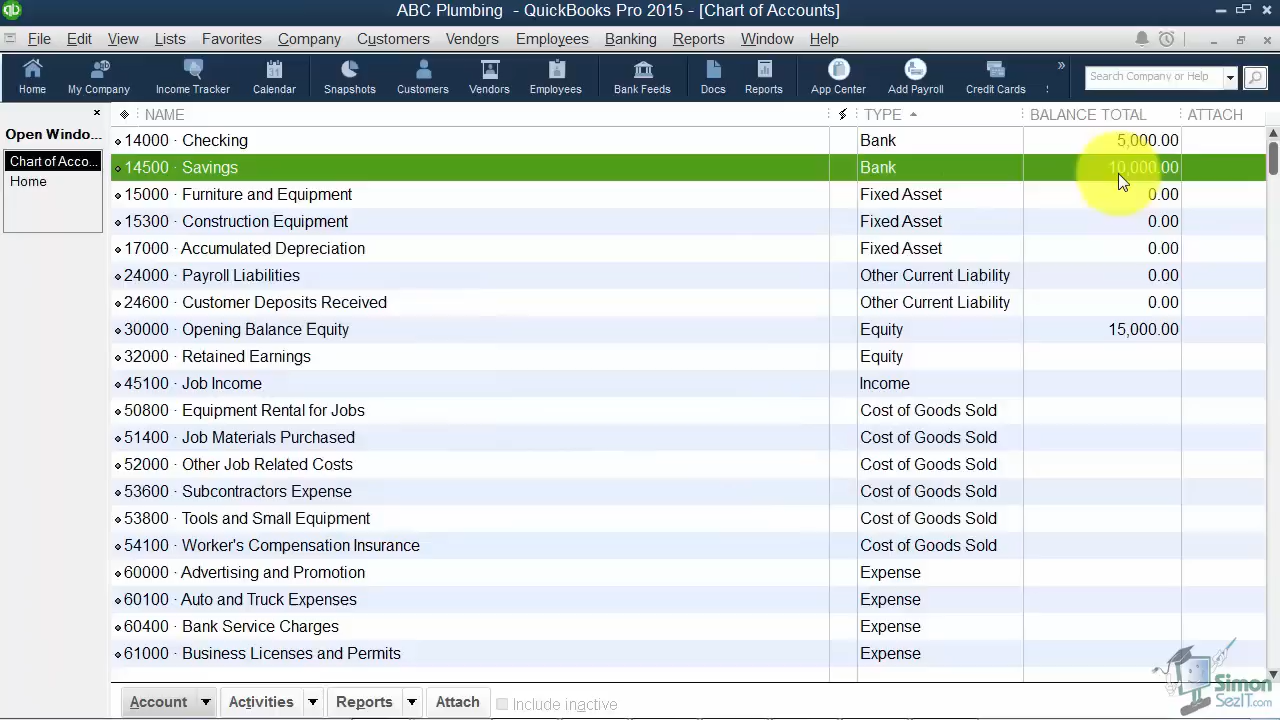 ABC Plumbing - QuickBooks Pro 2015 - [Chart of Accounts]
File Edit View Lists Favorites Company Customers Vendors Employees Banking Reports Window Help
Home My Company Income Tracker Calendar Snapshots Customers Vendors Employees Bank Feeds Docs Reports App Center Add Payroll Credit Cards » Search Company or Help
Open Windo...
Chart of Acco...
Home
NAME TYPE BALANCE TOTAL ATTACH
14000 · Checking Bank 5,000.00
14500 · Savings Bank 10,000.00
15000 · Furniture and Equipment Fixed Asset 0.00
15300 · Construction Equipment Fixed Asset 0.00
17000 · Accumulated Depreciation Fixed Asset 0.00
24000 · Payroll Liabilities Other Current Liability 0.00
24600 · Customer Deposits Received Other Current Liability 0.00
30000 · Opening Balance Equity Equity 15,000.00
32000 · Retained Earnings Equity
45100 · Job Income Income
50800 · Equipment Rental for Jobs Cost of Goods Sold
51400 · Job Materials Purchased Cost of Goods Sold
52000 · Other Job Related Costs Cost of Goods Sold
53600 · Subcontractors Expense Cost of Goods Sold
53800 · Tools and Small Equipment Cost of Goods Sold
54100 · Worker's Compensation Insurance Cost of Goods Sold
60000 · Advertising and Promotion Expense
60100 · Auto and Truck Expenses Expense
60400 · Bank Service Charges Expense
61000 · Business Licenses and Permits Expense
Account Activities Reports Attach Include inactive
Simon
SezIT.com